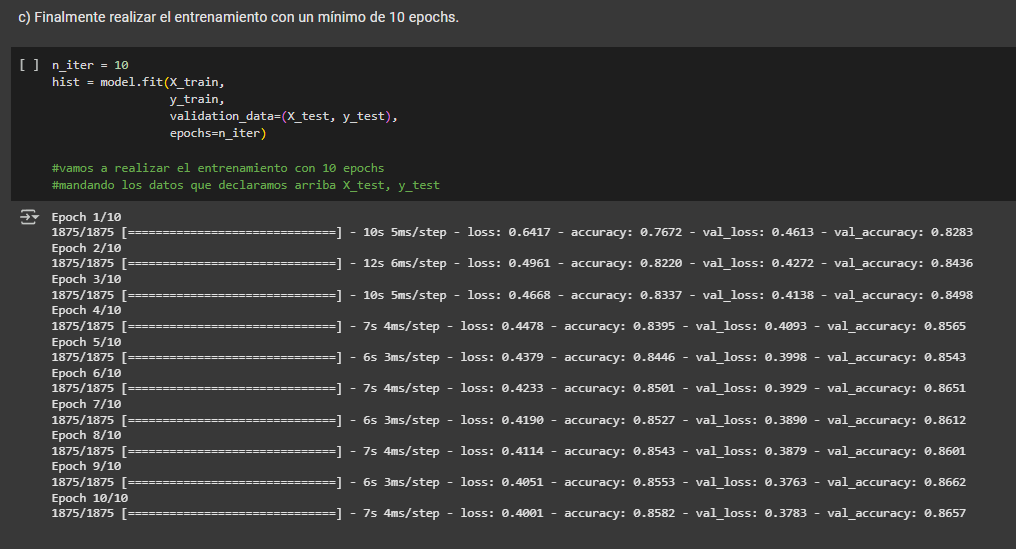 c) Finalmente realizar el entrenamiento con un mínimo de 10 epochs.
[ ] n_iter = 10
hist = model.fit(X_train,
y_train,
validation_data=(X_test, y_test),
epochs=n_iter)
#vamos a realizar el entrenamiento con 10 epochs
#mandando los datos que declaramos arriba X_test, y_test
Epoch 1/10
1875/1875 [==============================] - 10s 5ms/step - loss: 0.6417 - accuracy: 0.7672 - val_loss: 0.4613 - val_accuracy: 0.8283
Epoch 2/10
1875/1875 [==============================] - 12s 6ms/step - loss: 0.4961 - accuracy: 0.8220 - val_loss: 0.4272 - val_accuracy: 0.8436
Epoch 3/10
1875/1875 [==============================] - 10s 5ms/step - loss: 0.4668 - accuracy: 0.8337 - val_loss: 0.4138 - val_accuracy: 0.8498
Epoch 4/10
1875/1875 [==============================] - 7s 4ms/step - loss: 0.4478 - accuracy: 0.8395 - val_loss: 0.4093 - val_accuracy: 0.8565
Epoch 5/10
1875/1875 [==============================] - 6s 3ms/step - loss: 0.4379 - accuracy: 0.8446 - val_loss: 0.3998 - val_accuracy: 0.8543
Epoch 6/10
1875/1875 [==============================] - 7s 4ms/step - loss: 0.4233 - accuracy: 0.8501 - val_loss: 0.3929 - val_accuracy: 0.8651
Epoch 7/10
1875/1875 [==============================] - 6s 3ms/step - loss: 0.4190 - accuracy: 0.8527 - val_loss: 0.3890 - val_accuracy: 0.8612
Epoch 8/10
1875/1875 [==============================] - 7s 4ms/step - loss: 0.4114 - accuracy: 0.8543 - val_loss: 0.3879 - val_accuracy: 0.8601
Epoch 9/10
1875/1875 [==============================] - 6s 3ms/step - loss: 0.4051 - accuracy: 0.8553 - val_loss: 0.3763 - val_accuracy: 0.8662
Epoch 10/10
1875/1875 [==============================] - 7s 4ms/step - loss: 0.4001 - accuracy: 0.8582 - val_loss: 0.3783 - val_accuracy: 0.8657